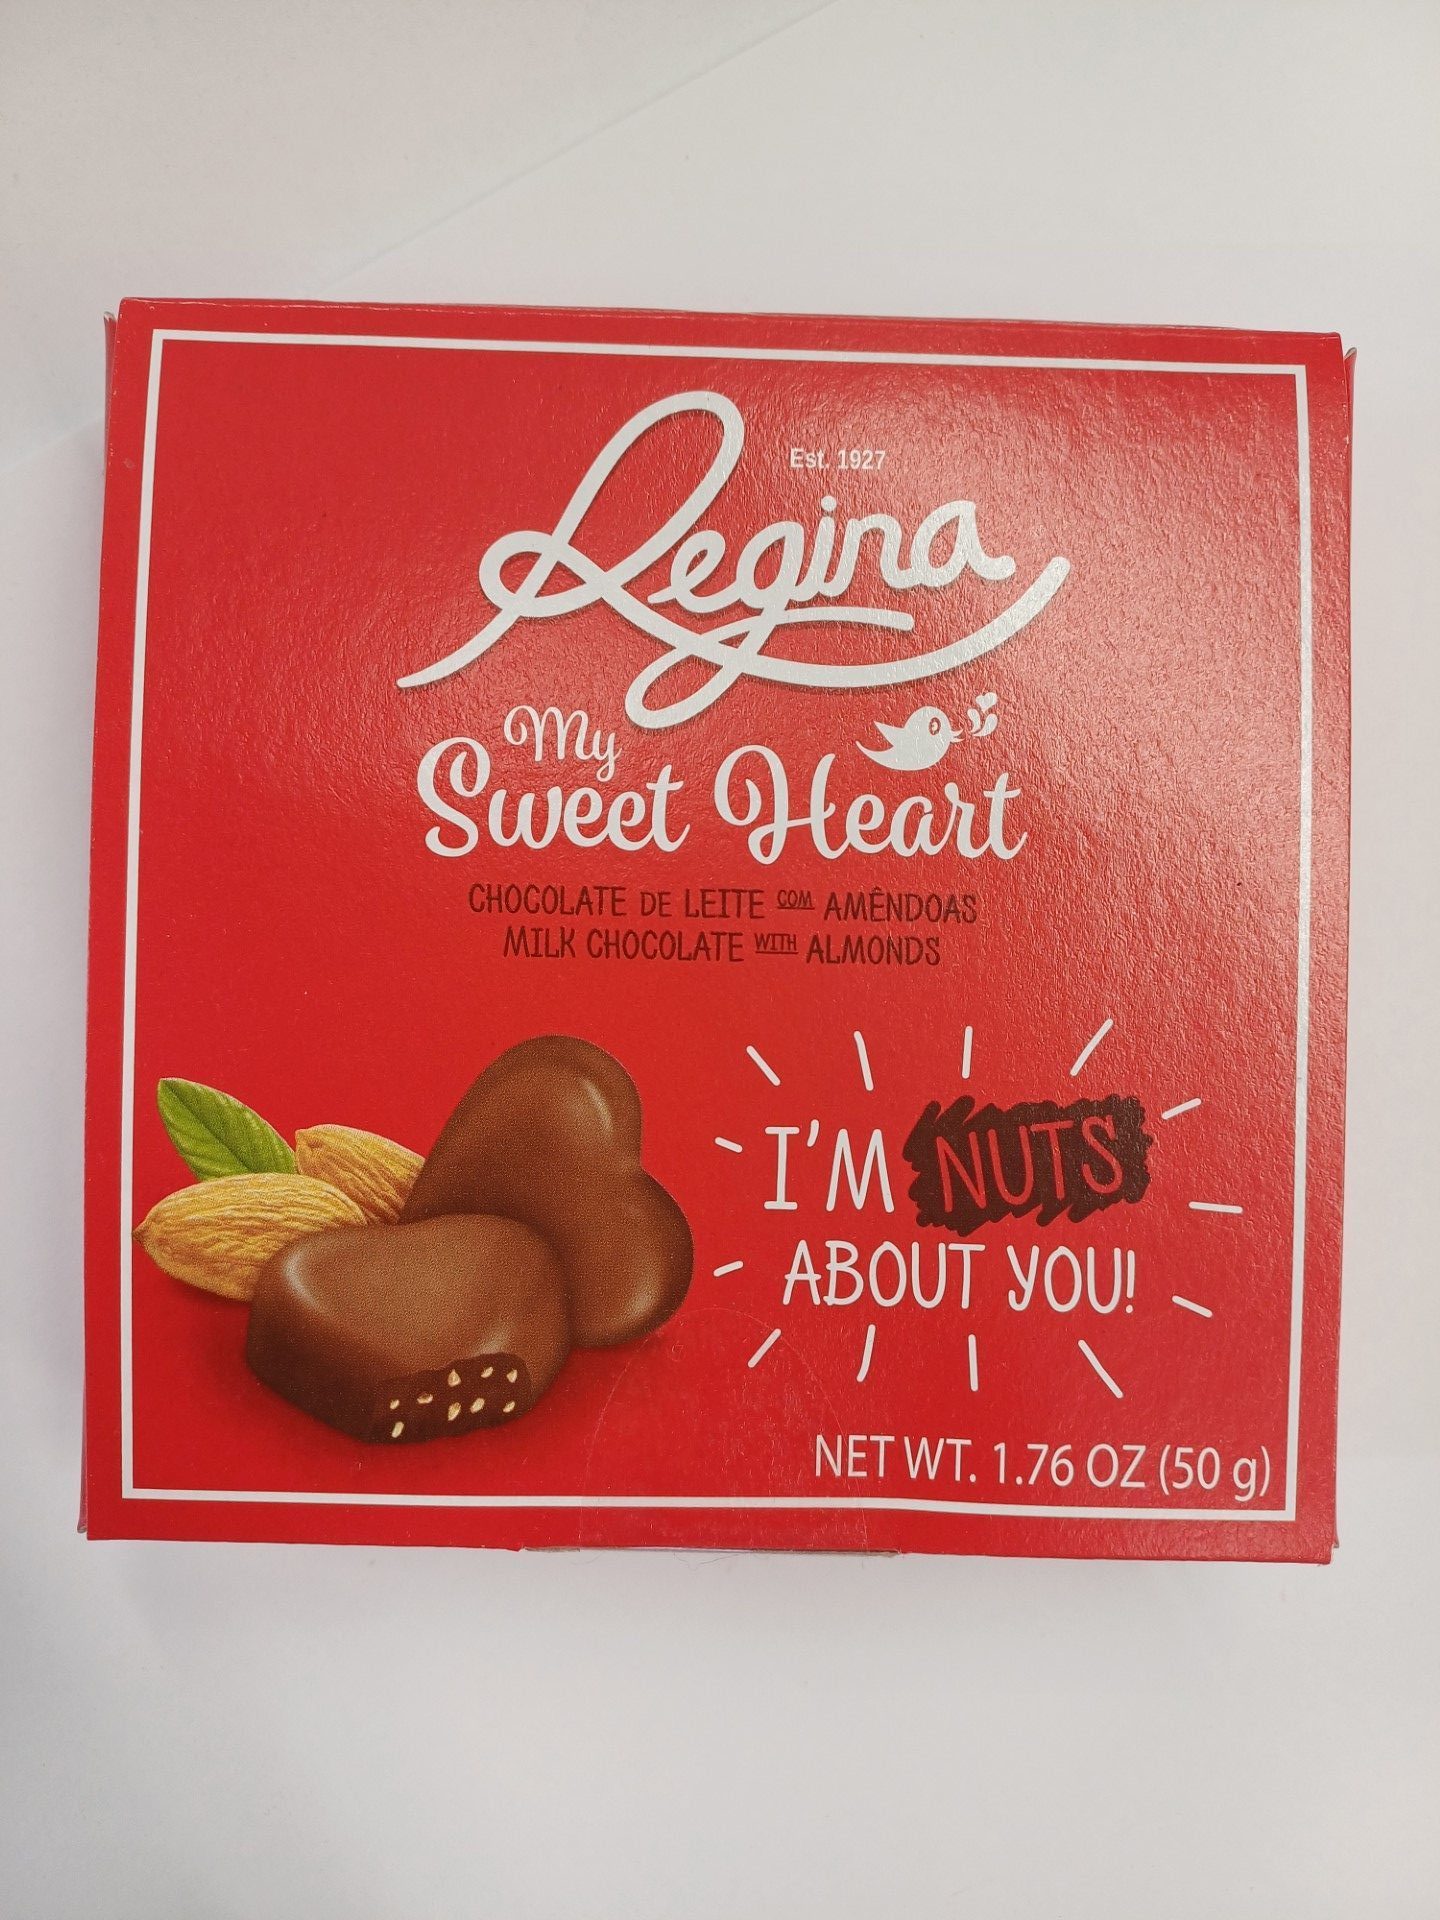 Est. 1927
Regina
My
Sweet Heart
CHOCOLATE DE LEITE COM AMÊNDOAS
MILK CHOCOLATE WITH ALMONDS
I'M NUTS
ABOUT YOU!
NET WT. 1.76 OZ (50 g)